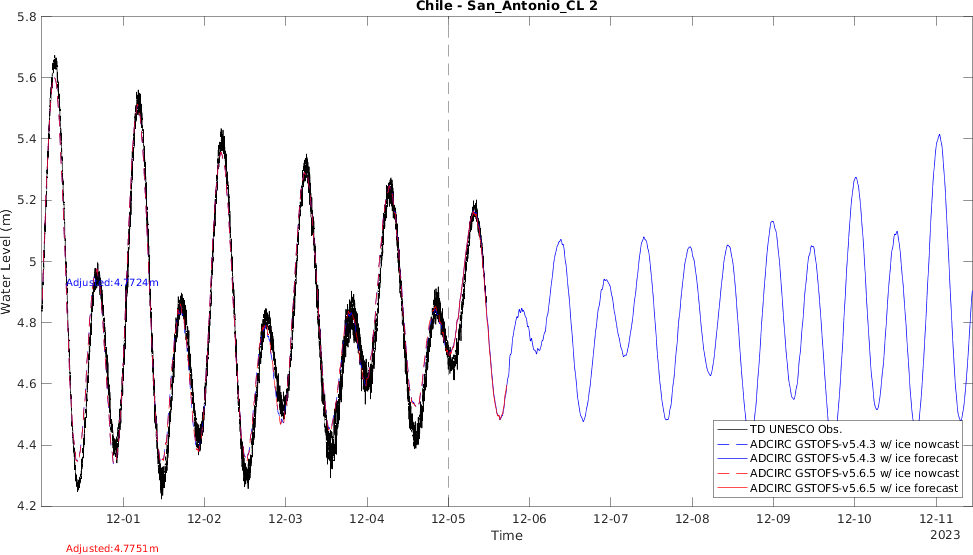 Chile - San_Antonio_CL 2
5.8
5.6
5.4
5.2
5
4.8
4.6
4.4
4.2
Water Level (m)
Adjusted:4.7724m
TD UNESCO Obs.
ADCIRC GSTOFS-v5.4.3 w/ ice nowcast
ADCIRC GSTOFS-v5.4.3 w/ ice forecast
ADCIRC GSTOFS-v5.6.5 w/ ice nowcast
ADCIRC GSTOFS-v5.6.5 w/ ice forecast
12-01 12-02 12-03 12-04 12-05 12-06 12-07 12-08 12-09 12-10 12-11
2023
Time
Adjusted:4.7751m